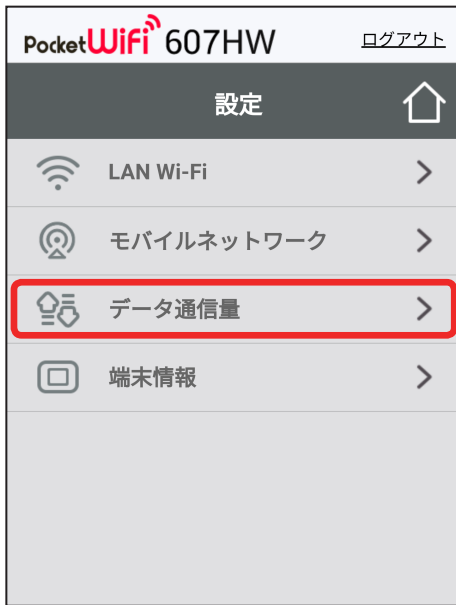 PocketWiFi 607HW ログアウト
設定
LAN Wi-Fi
モバイルネットワーク
データ通信量
端末情報